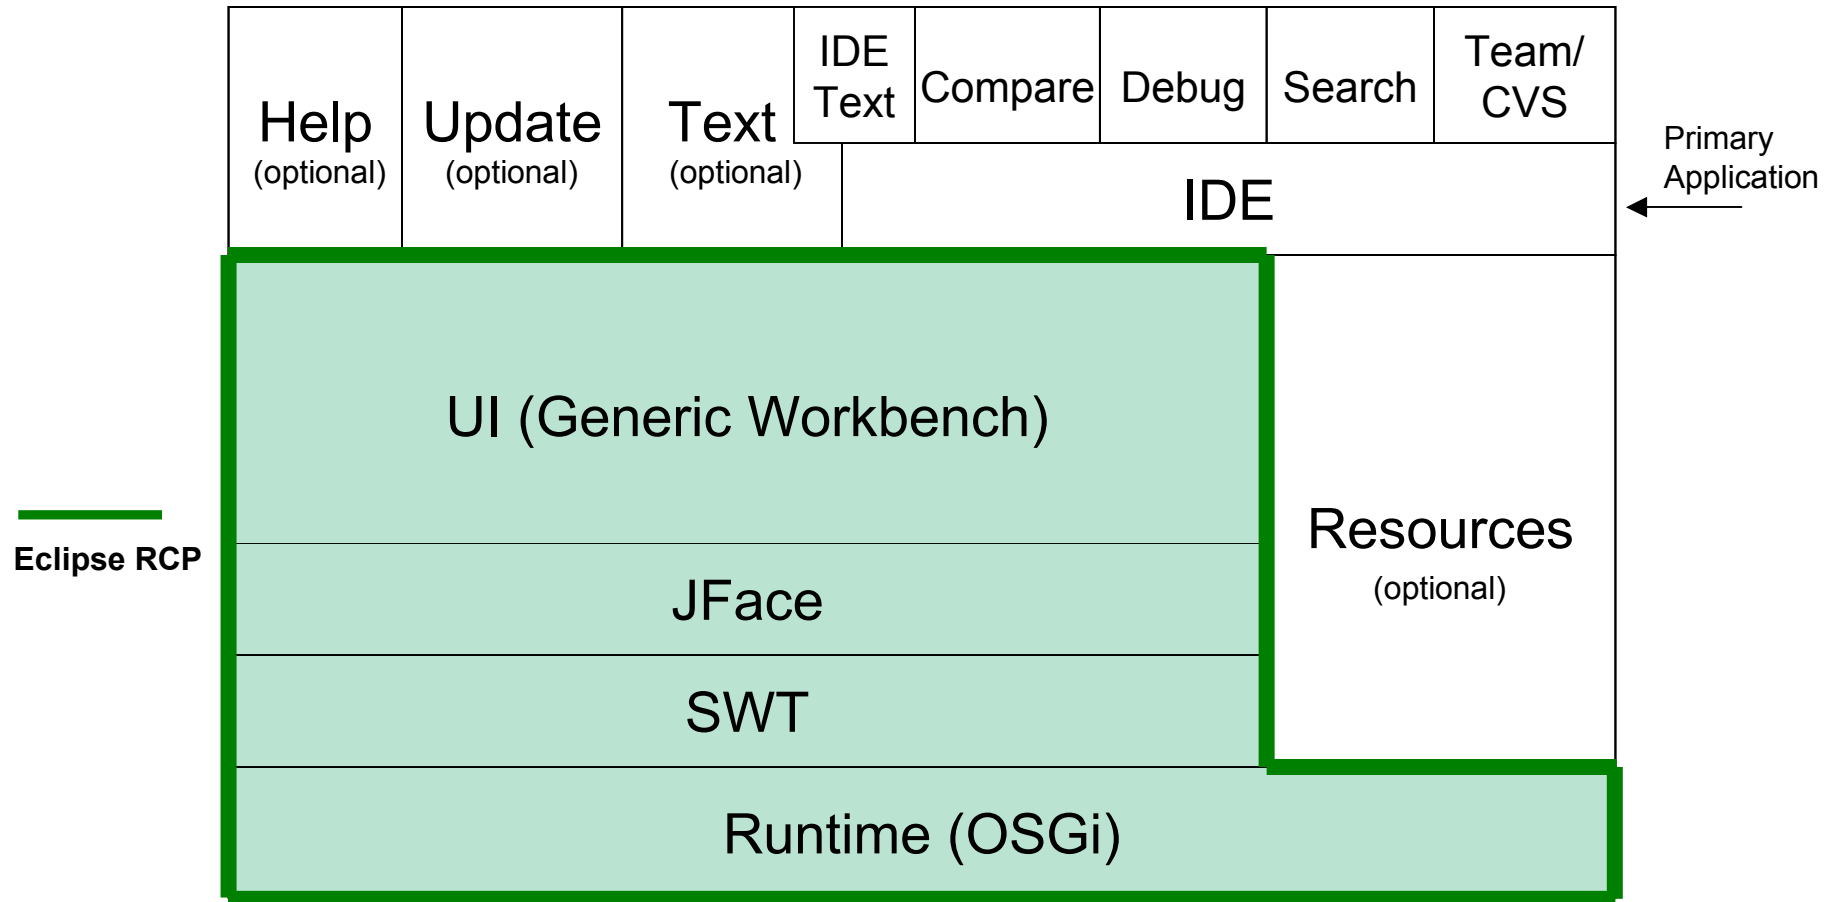 IDE
Text
Compare
Debug
Search
Team/
CVS
Help
(optional)
Update
(optional)
Text
(optional)
IDE
Primary
Application
UI (Generic Workbench)
Eclipse RCP
Resources
(optional)
JFace
SWT
Runtime (OSGi)